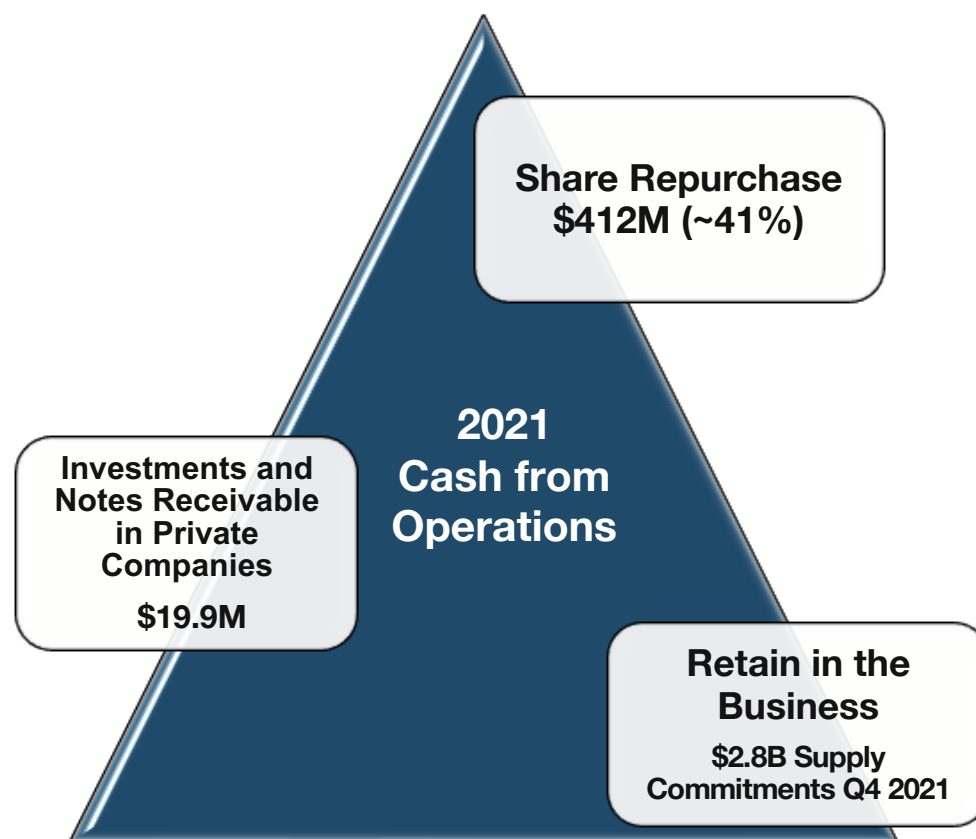 Share Repurchase
$412M (~41%)
2021
Cash from
Operations
Investments and
Notes Receivable
in Private
Companies
$19.9M
Retain in the
Business
$2.8B Supply
Commitments Q4 2021